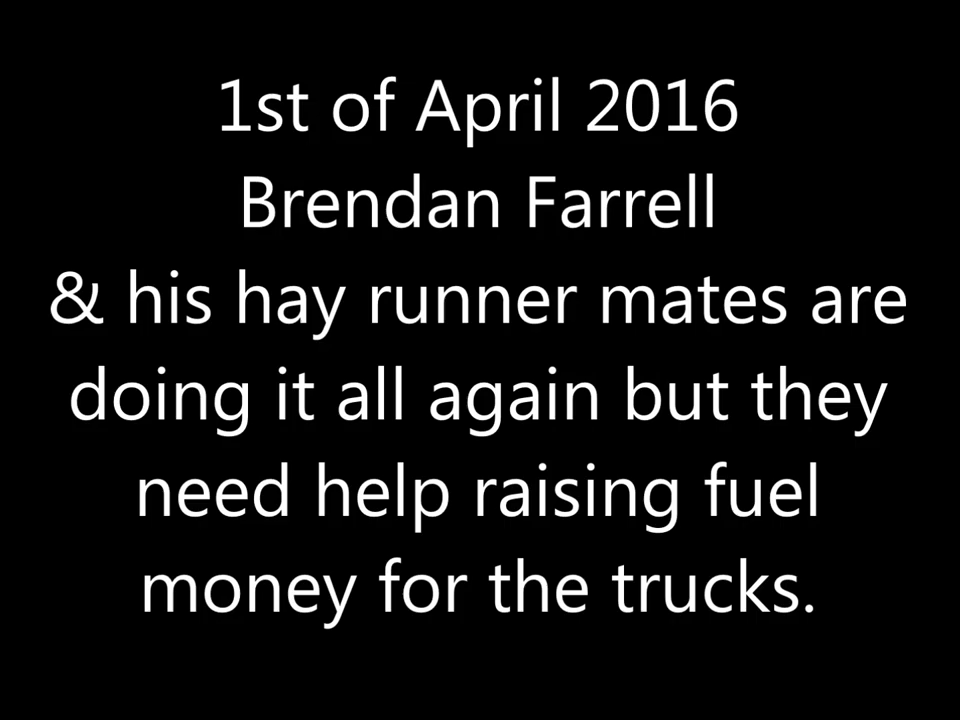 1st of April 2016
Brendan Farrell
& his hay runner mates are
doing it all again but they
need help raising fuel
money for the trucks.